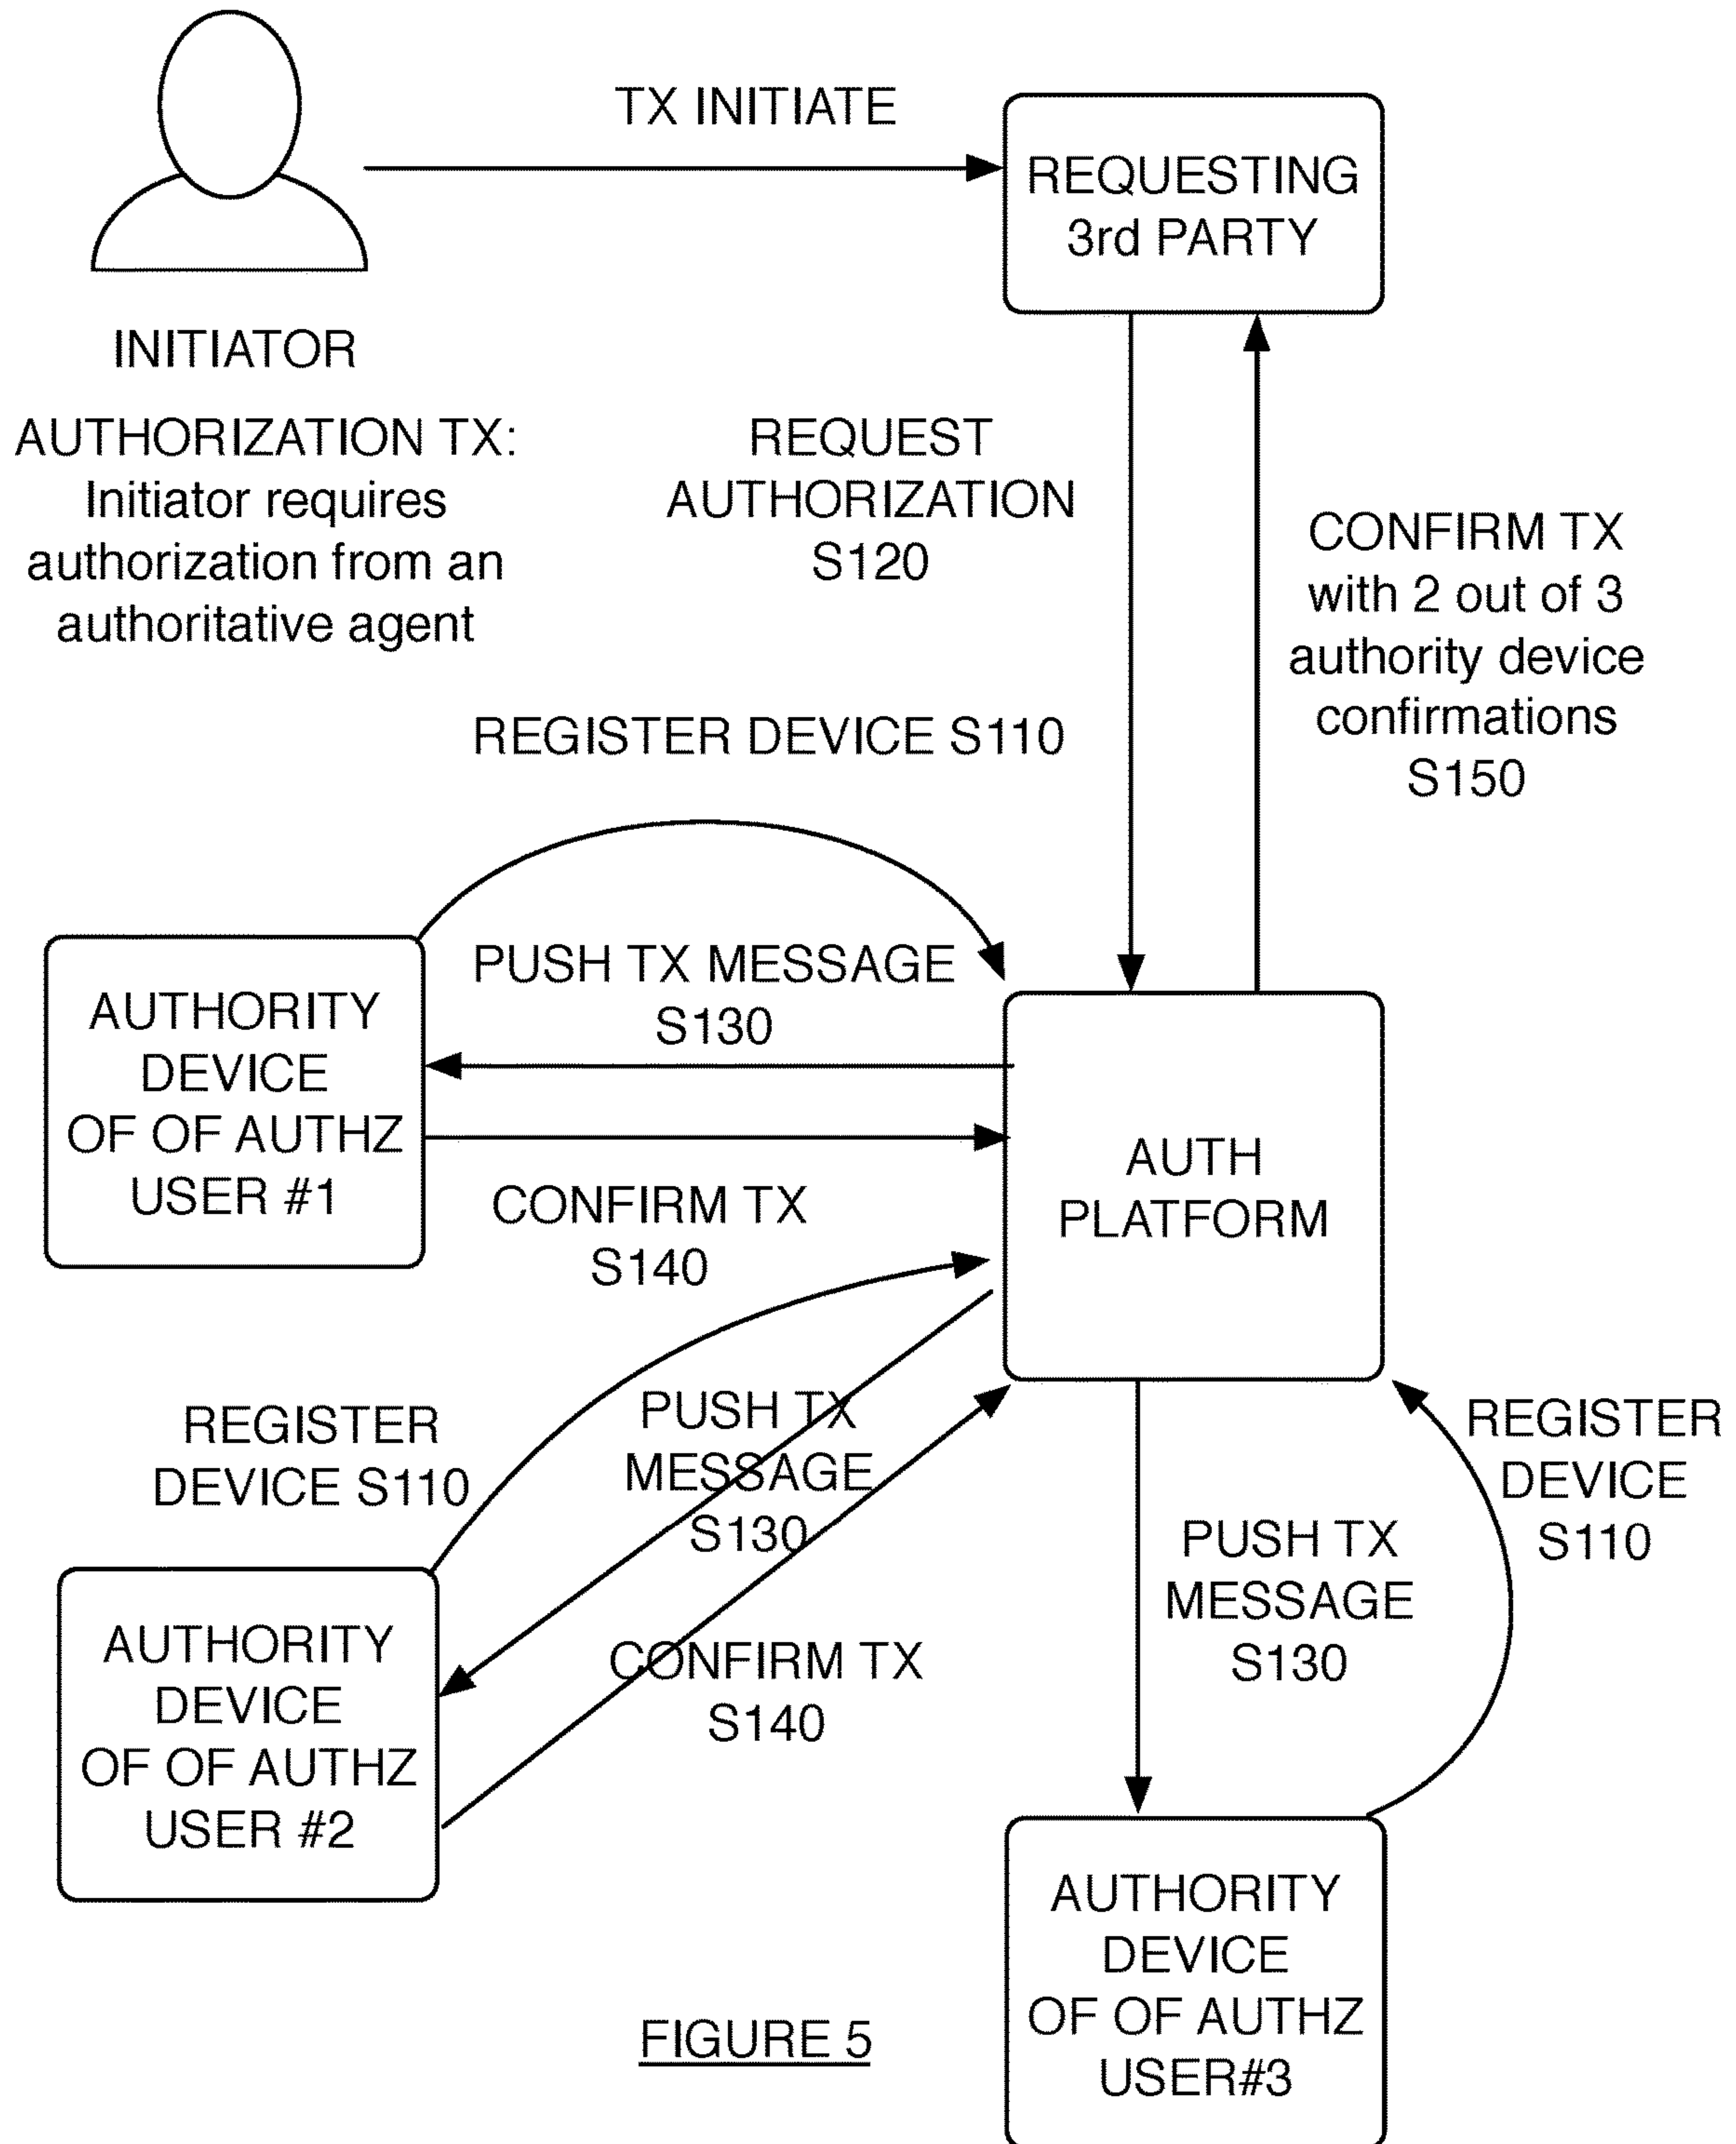 TX INITIATE
REQUESTING
3rd PARTY
INITIATOR
AUTHORIZATION TX:
Initiator requires
authorization from an
authoritative agent
REQUEST
AUTHORIZATION
S120
CONFIRM TX
with 2 out of 3
authority device
confirmations
S150
REGISTER DEVICE S110
PUSH TX MESSAGE
S130
AUTHORITY
DEVICE
OF OF AUTHZ
USER #1
CONFIRM TX
S140
AUTH
PLATFORM
REGISTER
DEVICE S110
PUSH TX
MESSAGE
S130
REGISTER
DEVICE
S110
PUSH TX
MESSAGE
S130
AUTHORITY
DEVICE
OF OF AUTHZ
USER #2
CONFIRM TX
S140
AUTHORITY
DEVICE
OF OF AUTHZ
USER#3
FIGURE 5